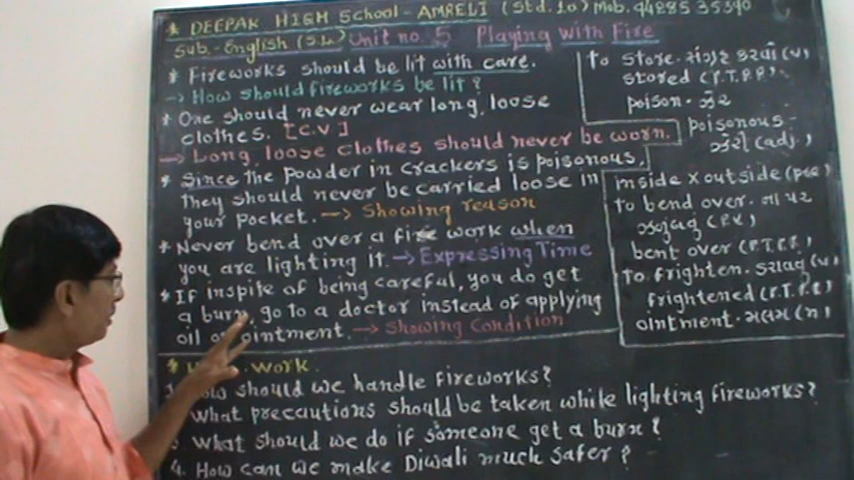 * DEEPAK HIGH School - AMRELI (Std. 10) Mob. 94285 35390
Sub.-English (S.L.) Unit no. 5 Playing with Fire
* Fireworks should be lit with care.
→ How should fireworks be lit?
* One should never wear long, loose
clothes. [C.V]
→ Long, loose clothes should never be worn.
* Since the powder in crackers is poisonous,
they should never be carried loose in
your pocket. → Showing reason
* Never bend over a fire work when
you are lighting it. → Expressing Time
* If inspite of being careful, you do get
a burn, go to a doctor instead of applying
oil or ointment. → Showing Condition
to store. સંગ્રહ કરવો (v)
stored (P.T.P.P.)
poison. ઝેર
poisonous -
ઝેરી (adj.)
inside x outside (pre)
to bend over. ના પર
ઝૂકવું (P.V.)
bent over (P.T.P.P.)
to frighten. ડરાવવું (v)
frightened (P.T.P.P.)
ointment. મલમ (n)
* Work.
How should we handle fireworks?
What precautions should be taken while lighting fireworks?
3. What should we do if someone get a burn?
4. How can we make Diwali much safer?